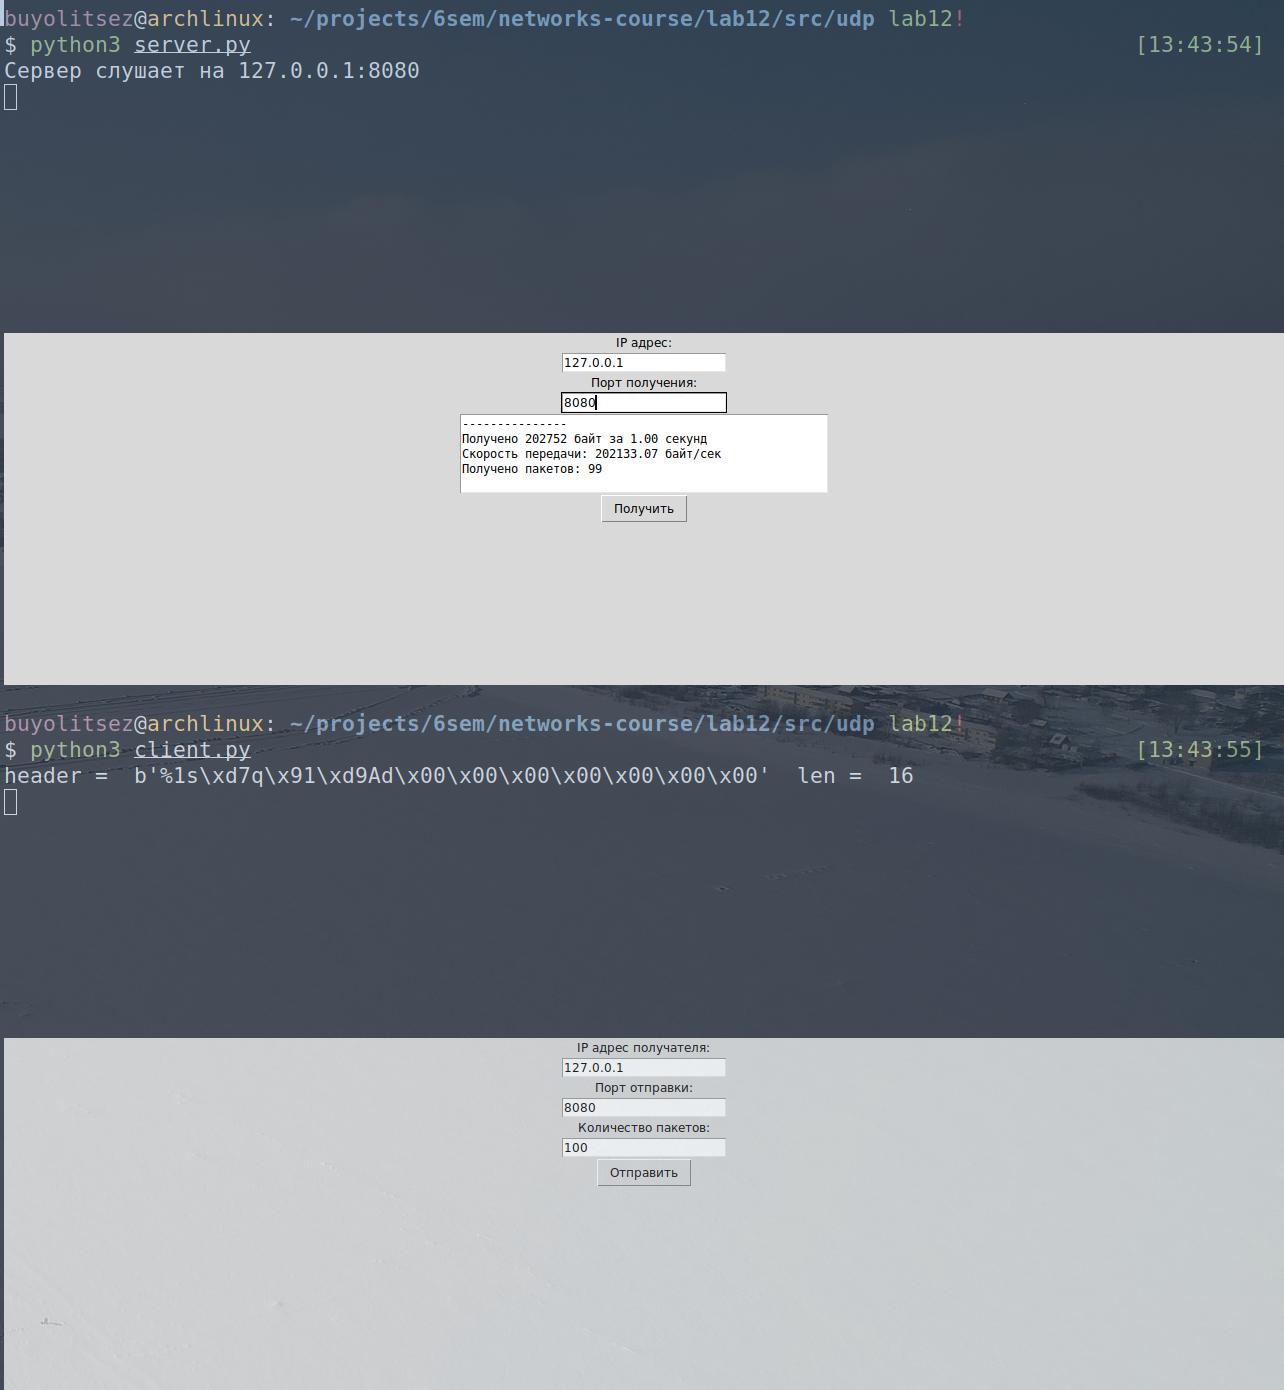 buyolitsez@archlinux: ~/projects/6sem/networks-course/lab12/src/udp lab12!
$ python3 server.py [13:43:54]
Сервер слушает на 127.0.0.1:8080
IP адрес:
127.0.0.1
Порт получения:
8080
---------------
Получено 202752 байт за 1.00 секунд
Скорость передачи: 202133.07 байт/сек
Получено пакетов: 99
Получить
buyolitsez@archlinux: ~/projects/6sem/networks-course/lab12/src/udp lab12!
$ python3 client.py [13:43:55]
header =  b'%1s\xd7q\x91\xd9Ad\x00\x00\x00\x00\x00\x00\x00'  len =  16
IP адрес получателя:
127.0.0.1
Порт отправки:
8080
Количество пакетов:
100
Отправить